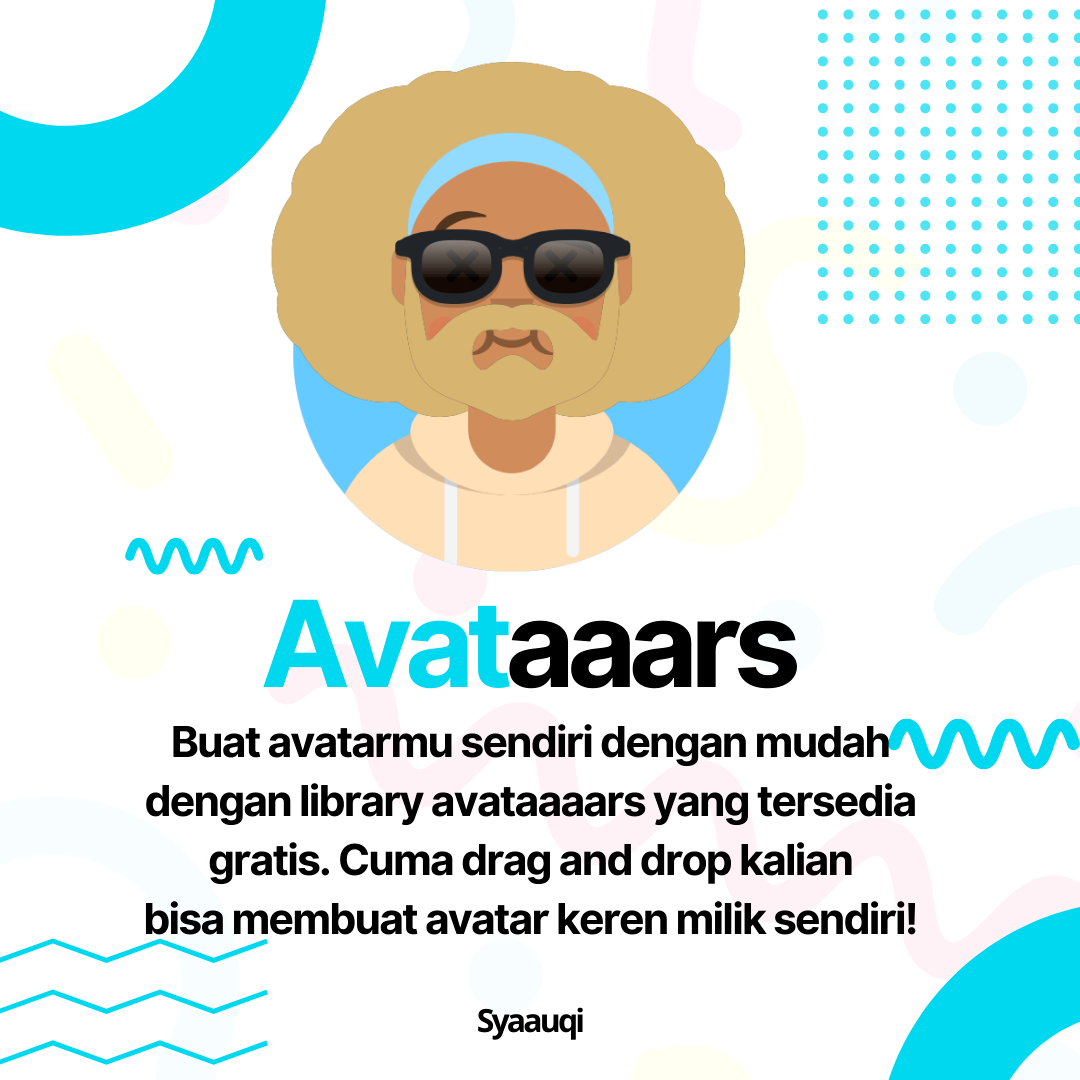 Avataaars
Buat avatarmu sendiri dengan mudah
dengan library avataaaars yang tersedia
gratis. Cuma drag and drop kalian
bisa membuat avatar keren milik sendiri!
Syaauqi